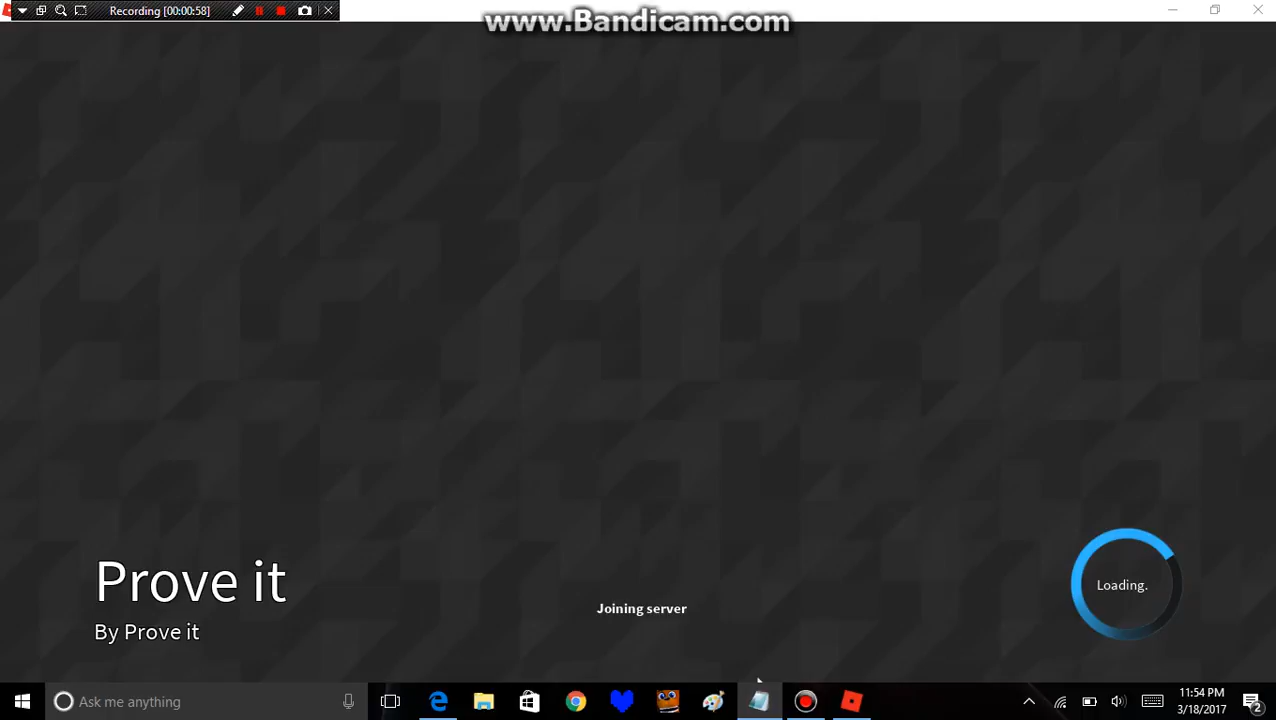 Recording [00:00:58]
www.Bandicam.com
Prove it
By Prove it
Joining server
Loading.
Ask me anything
11:54 PM
3/18/2017
2